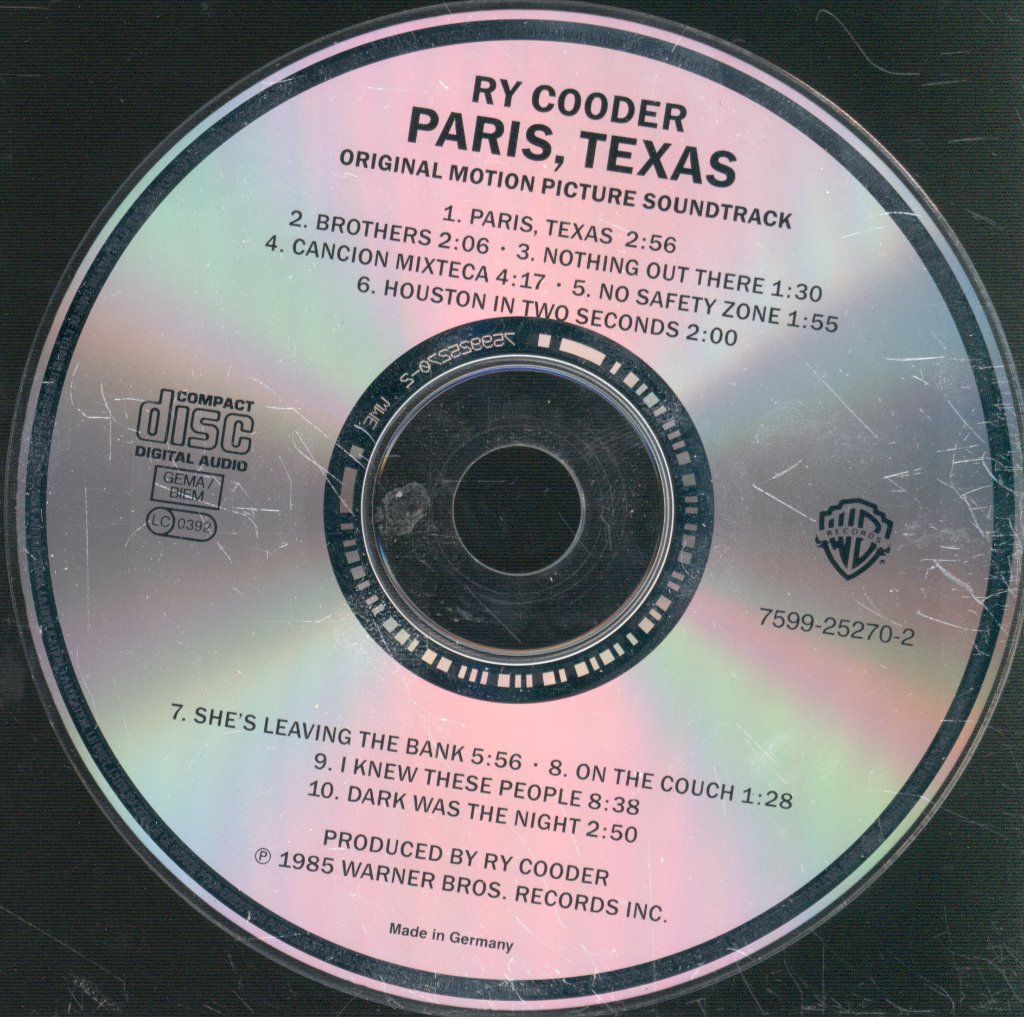 RY COODER
PARIS, TEXAS
ORIGINAL MOTION PICTURE SOUNDTRACK
1. PARIS, TEXAS 2:56
2. BROTHERS 2:06 · 3. NOTHING OUT THERE 1:30
4. CANCION MIXTECA 4:17 · 5. NO SAFETY ZONE 1:55
6. HOUSTON IN TWO SECONDS 2:00
COMPACT
disc
DIGITAL AUDIO
GEMA/
BIEM
LC 0392
WB
RECORDS
7599-25270-2
7. SHE'S LEAVING THE BANK 5:56 · 8. ON THE COUCH 1:28
9. I KNEW THESE PEOPLE 8:38
10. DARK WAS THE NIGHT 2:50
PRODUCED BY RY COODER
℗ 1985 WARNER BROS. RECORDS INC.
Made in Germany